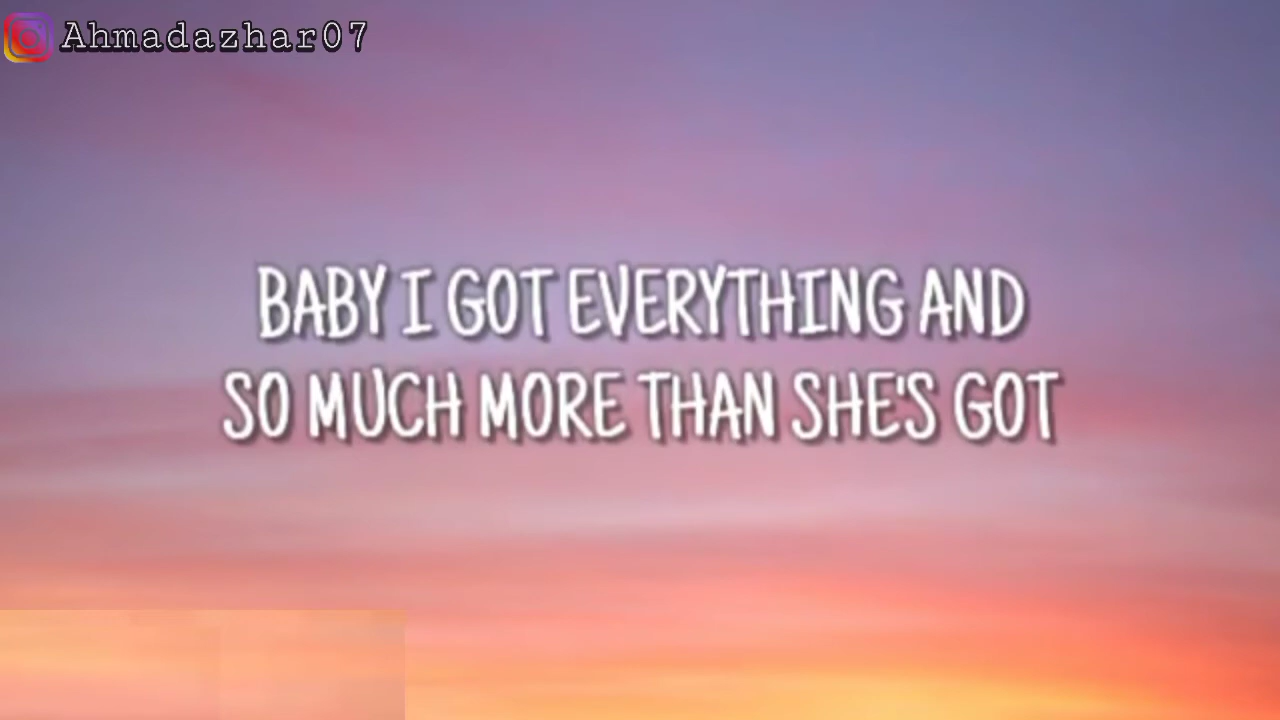 Ahmadazhar07
BABY I GOT EVERYTHING AND
SO MUCH MORE THAN SHE'S GOT